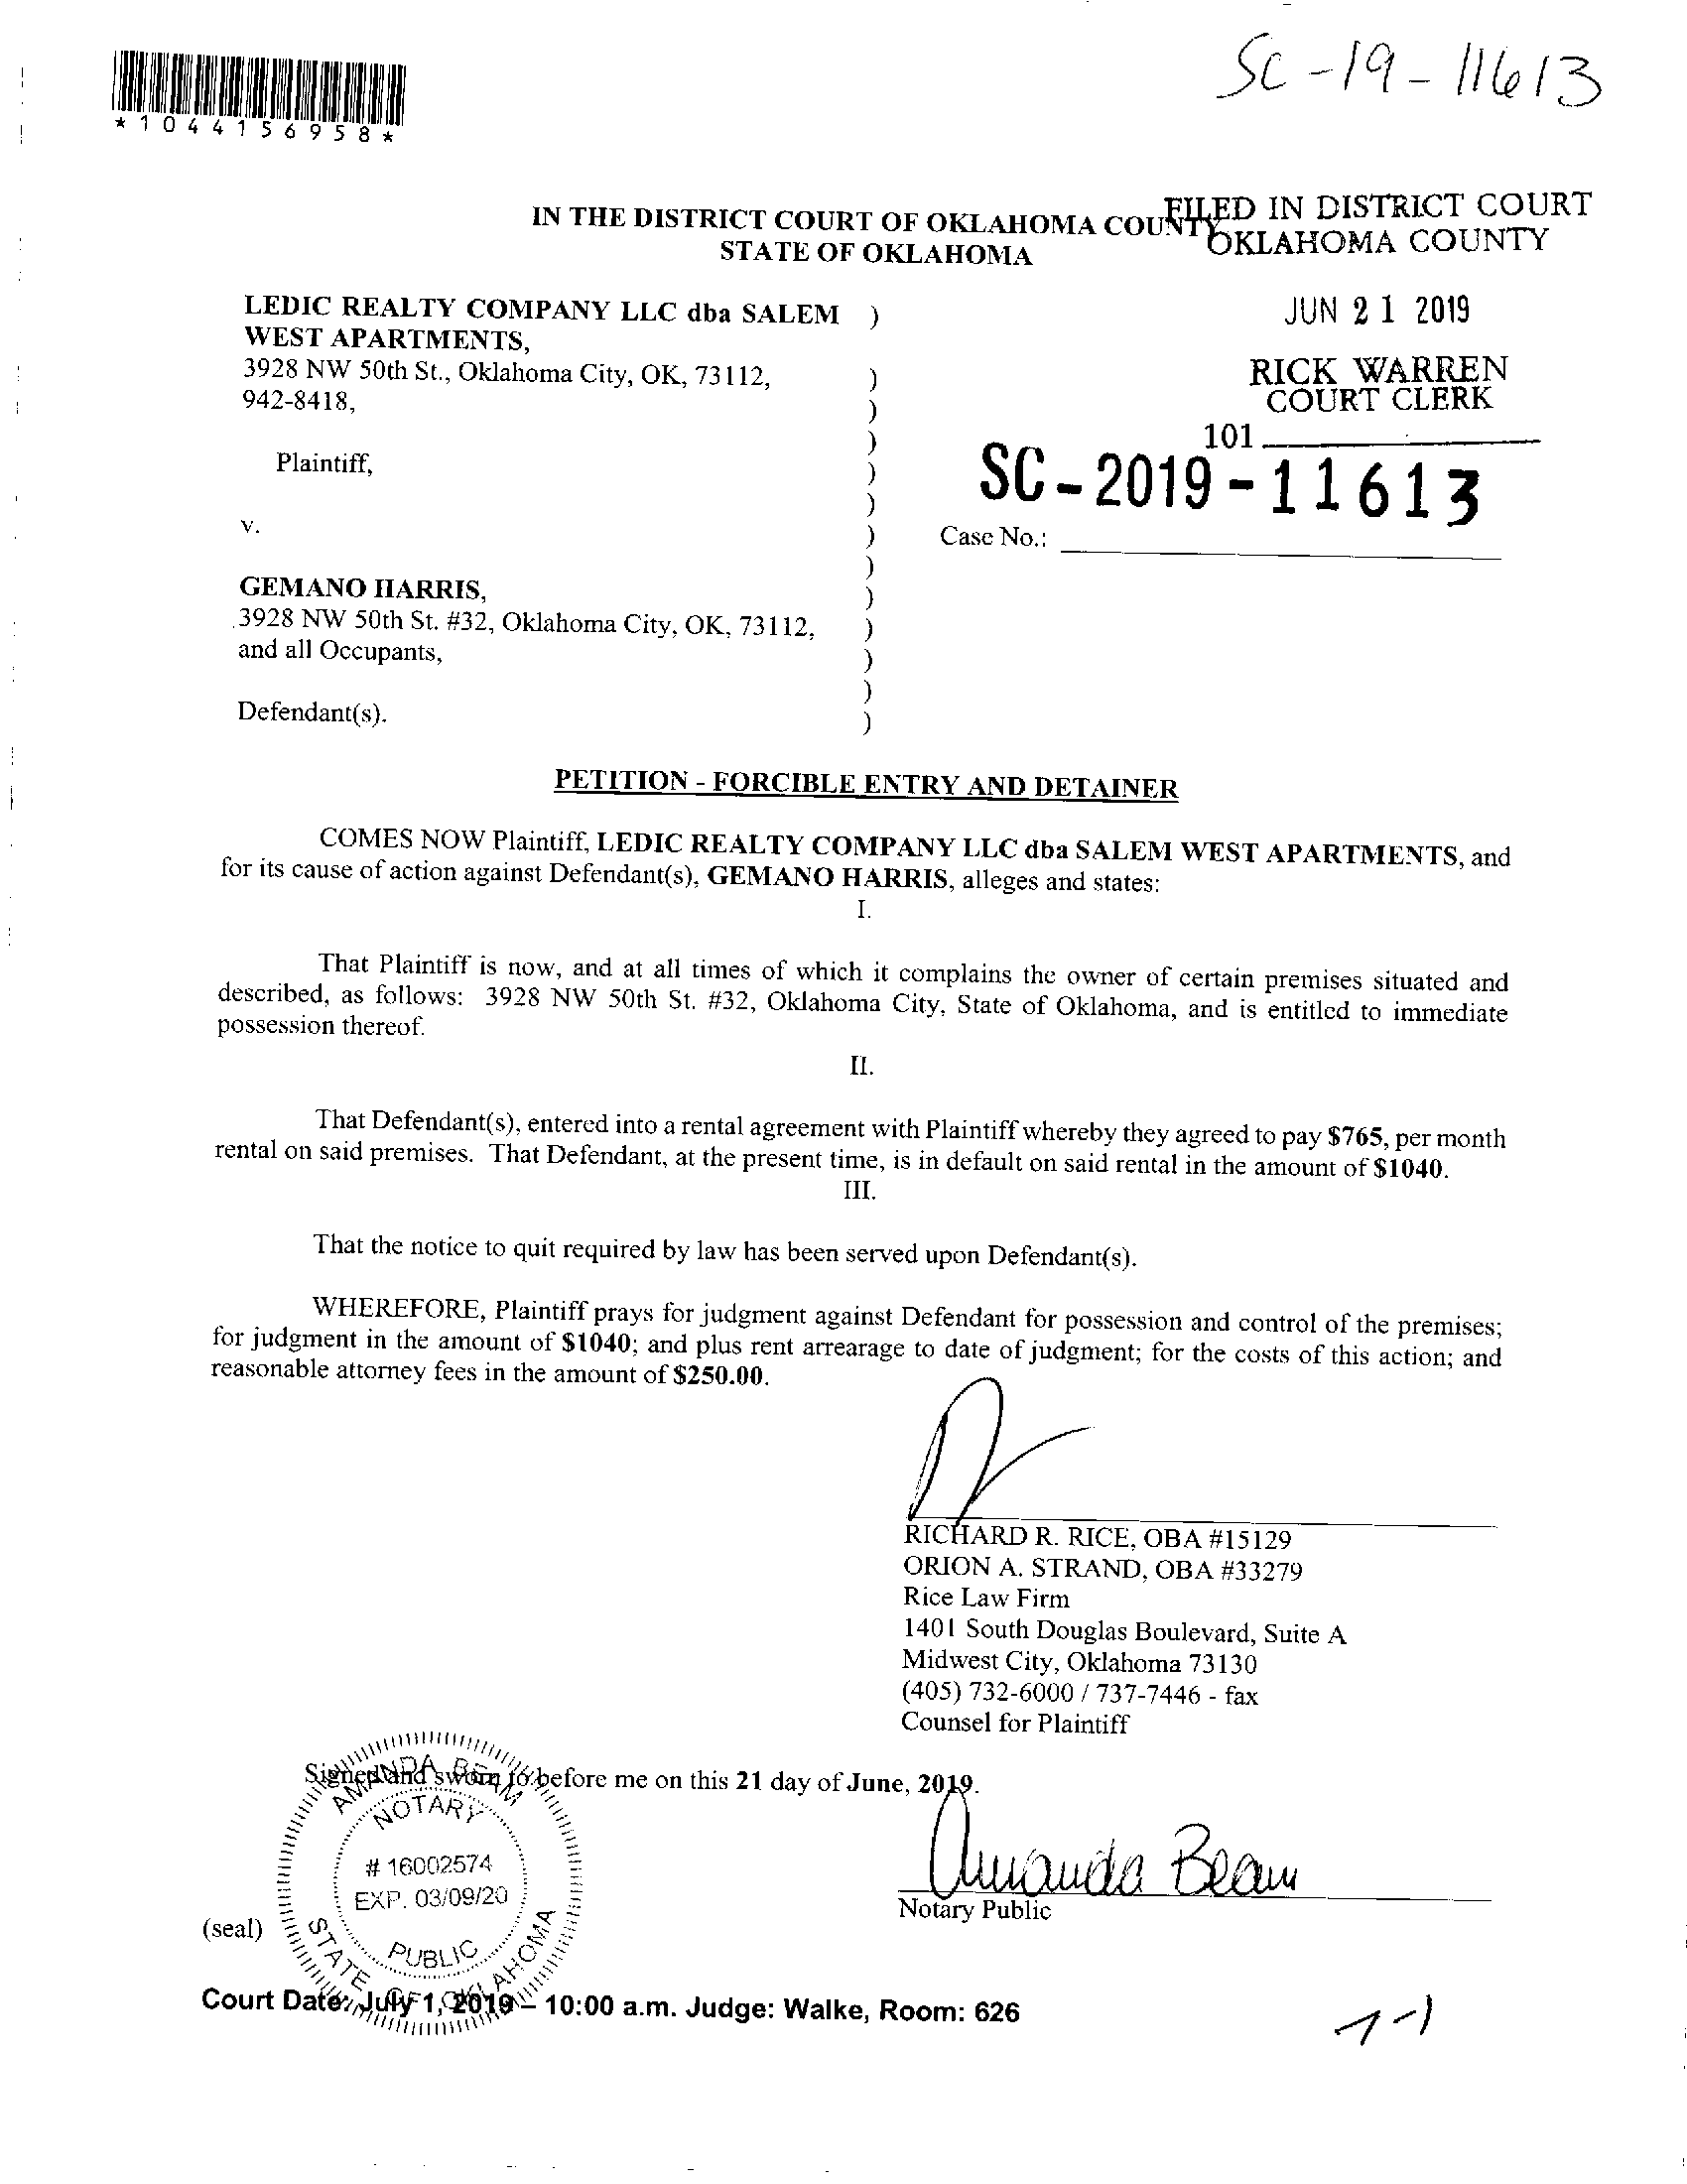 SC-19-11613
*1044156958*
IN THE DISTRICT COURT OF OKLAHOMA COUNTY
STATE OF OKLAHOMA
FILED IN DISTRICT COURT
OKLAHOMA COUNTY
JUN 21 2019
RICK WARREN
COURT CLERK
101
SC-2019-11613
Case No.:
LEDIC REALTY COMPANY LLC dba SALEM )
WEST APARTMENTS,
3928 NW 50th St., Oklahoma City, OK, 73112, )
942-8418, )
)
Plaintiff, )
)
v. )
)
GEMANO HARRIS, )
3928 NW 50th St. #32, Oklahoma City, OK, 73112, )
and all Occupants, )
)
Defendant(s). )
PETITION - FORCIBLE ENTRY AND DETAINER
COMES NOW Plaintiff, LEDIC REALTY COMPANY LLC dba SALEM WEST APARTMENTS, and
for its cause of action against Defendant(s), GEMANO HARRIS, alleges and states:
I.
That Plaintiff is now, and at all times of which it complains the owner of certain premises situated and
described, as follows: 3928 NW 50th St. #32, Oklahoma City, State of Oklahoma, and is entitled to immediate
possession thereof.
II.
That Defendant(s), entered into a rental agreement with Plaintiff whereby they agreed to pay $765, per month
rental on said premises. That Defendant, at the present time, is in default on said rental in the amount of $1040.
III.
That the notice to quit required by law has been served upon Defendant(s).
WHEREFORE, Plaintiff prays for judgment against Defendant for possession and control of the premises;
for judgment in the amount of $1040; and plus rent arrearage to date of judgment; for the costs of this action; and
reasonable attorney fees in the amount of $250.00.
RICHARD R. RICE, OBA #15129
ORION A. STRAND, OBA #33279
Rice Law Firm
1401 South Douglas Boulevard, Suite A
Midwest City, Oklahoma 73130
(405) 732-6000 / 737-7446 - fax
Counsel for Plaintiff
Signed and sworn to before me on this 21 day of June, 2019.
AMANDA BEAM
NOTARY
# 16002574
EXP. 03/09/20
PUBLIC
STATE OF OKLAHOMA
Amanda Beam
Notary Public
(seal)
Court Date: July 1, 2019 – 10:00 a.m. Judge: Walke, Room: 626